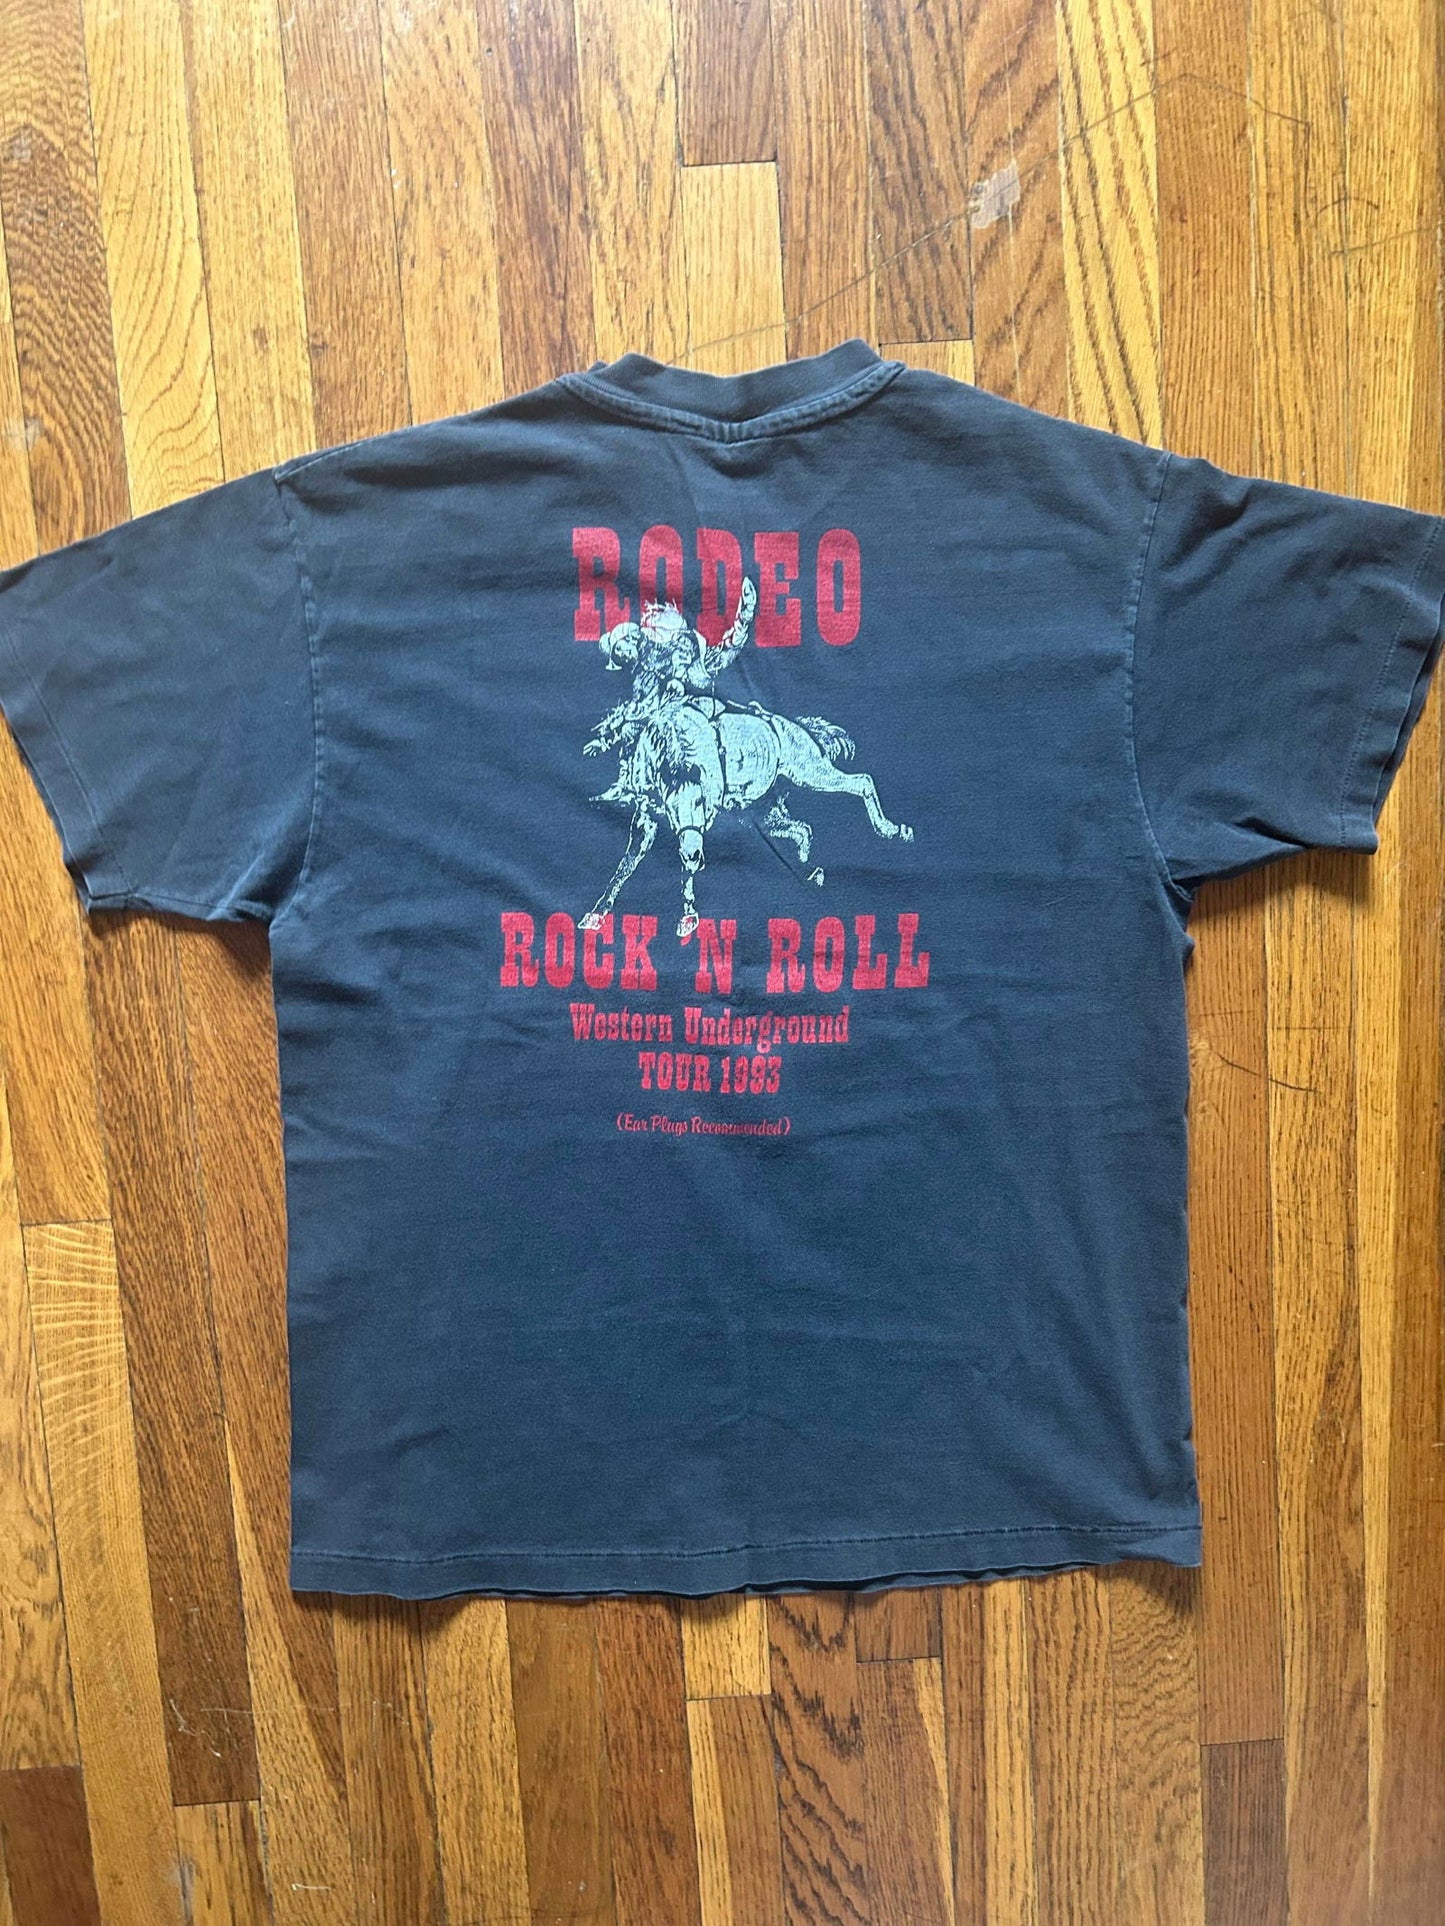 RODEO
ROCK 'N ROLL
Western Underground
TOUR 1993
(Ear Plugs Recommended)